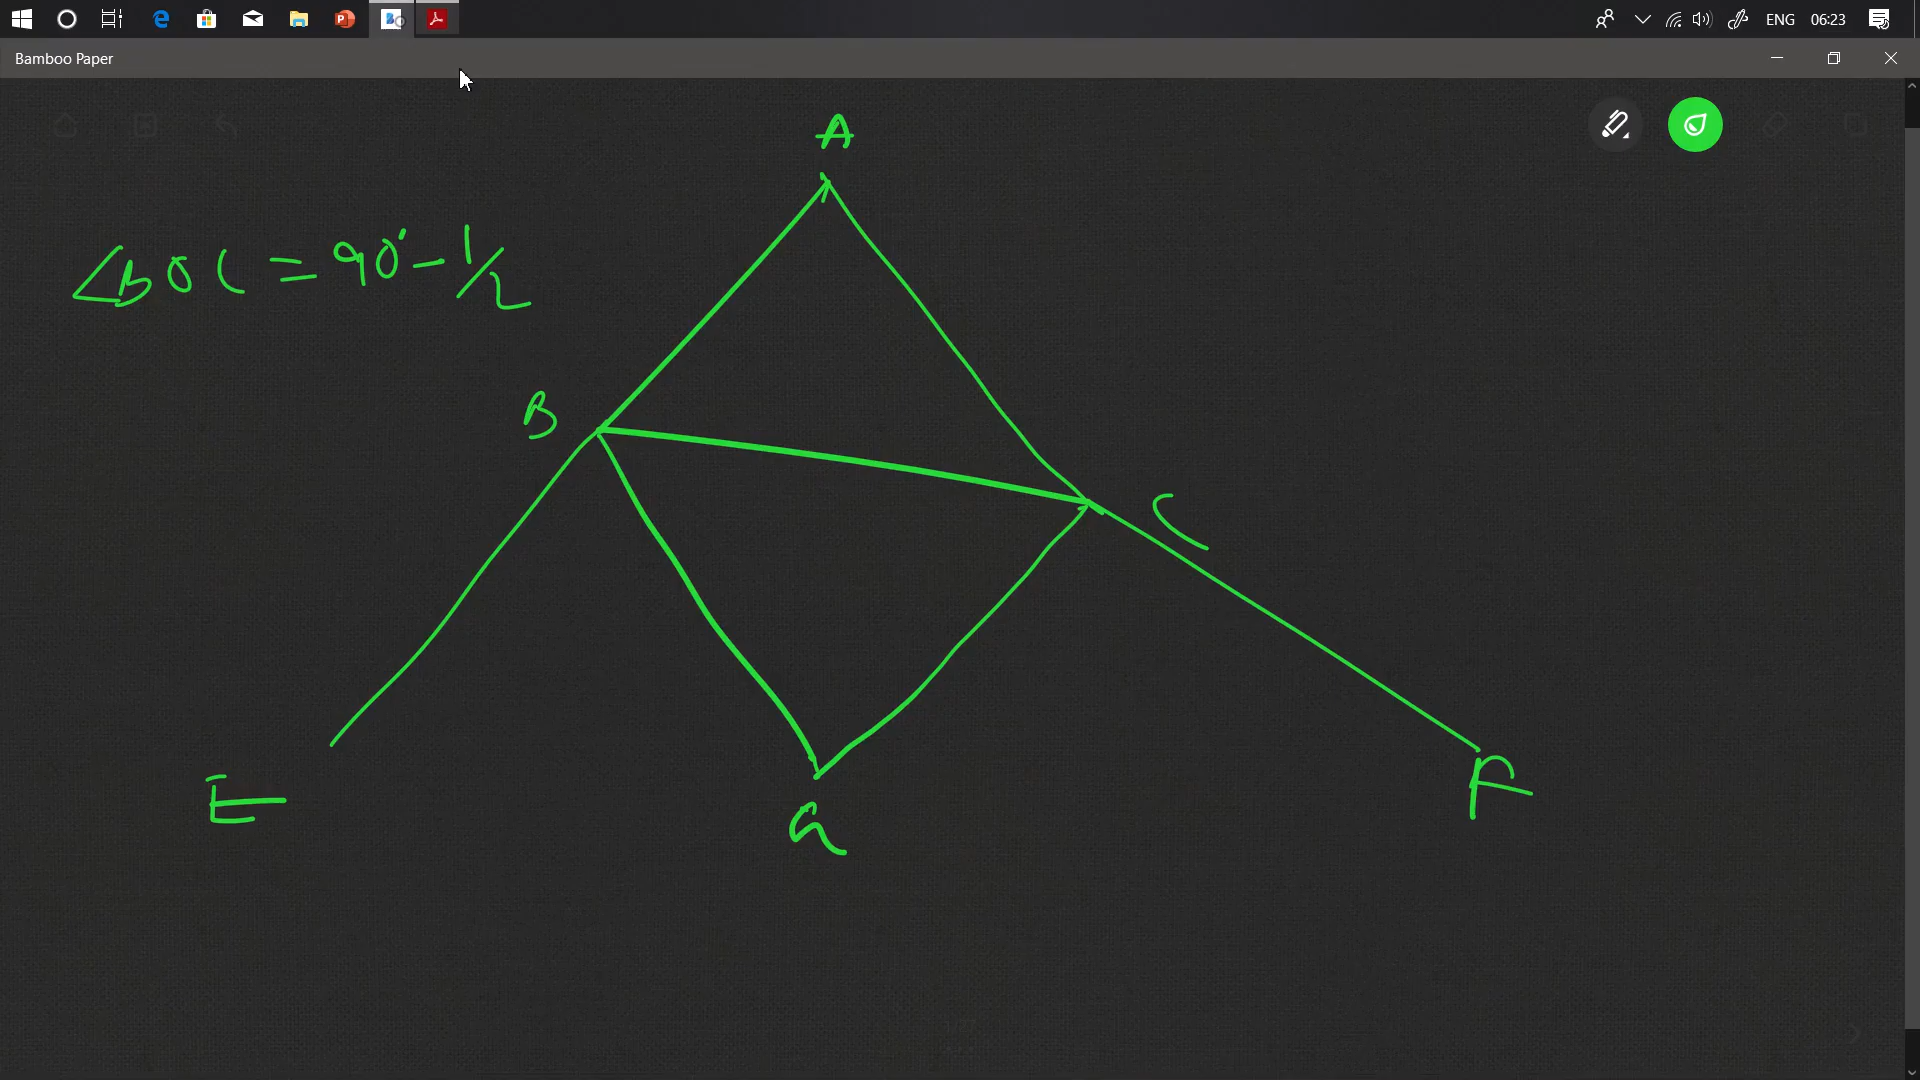 ENG 06:23
Bamboo Paper
A
∠BOC = 90° - 1/2
B
C
E
F